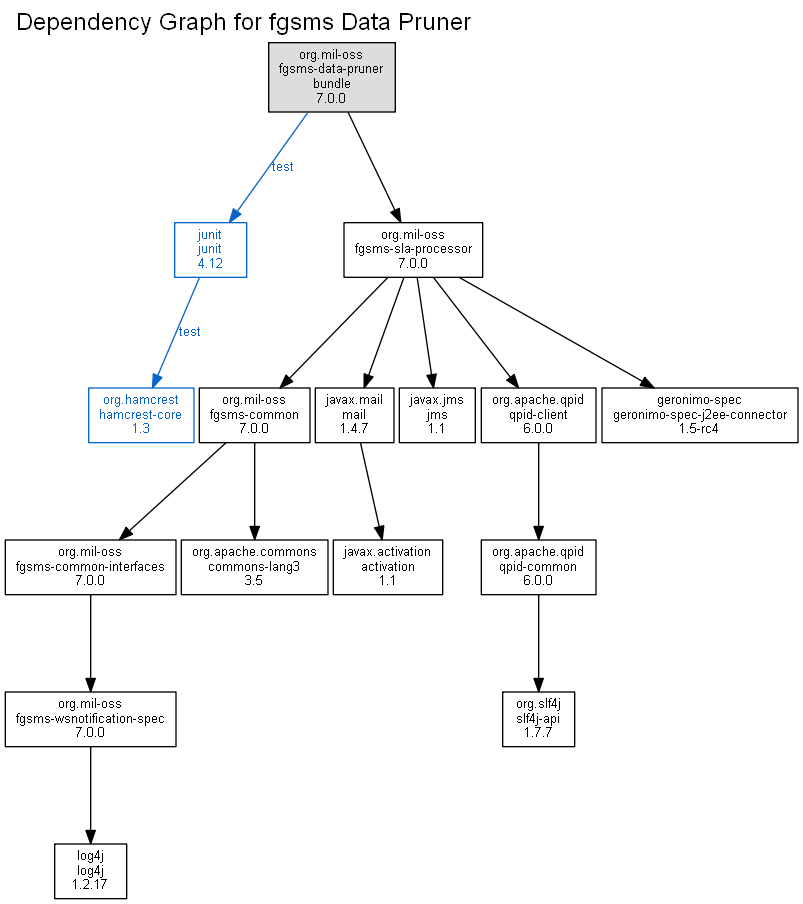 Dependency Graph for fgsms Data Pruner
org.mil-oss
fgsms-data-pruner
bundle
7.0.0
test
junit
junit
4.12
org.mil-oss
fgsms-sla-processor
7.0.0
test
org.hamcrest
hamcrest-core
1.3
org.mil-oss
fgsms-common
7.0.0
javax.mail
mail
1.4.7
javax.jms
jms
1.1
org.apache.qpid
qpid-client
6.0.0
geronimo-spec
geronimo-spec-j2ee-connector
1.5-rc4
org.mil-oss
fgsms-common-interfaces
7.0.0
org.apache.commons
commons-lang3
3.5
javax.activation
activation
1.1
org.apache.qpid
qpid-common
6.0.0
org.mil-oss
fgsms-wsnotification-spec
7.0.0
org.slf4j
slf4j-api
1.7.7
log4j
log4j
1.2.17